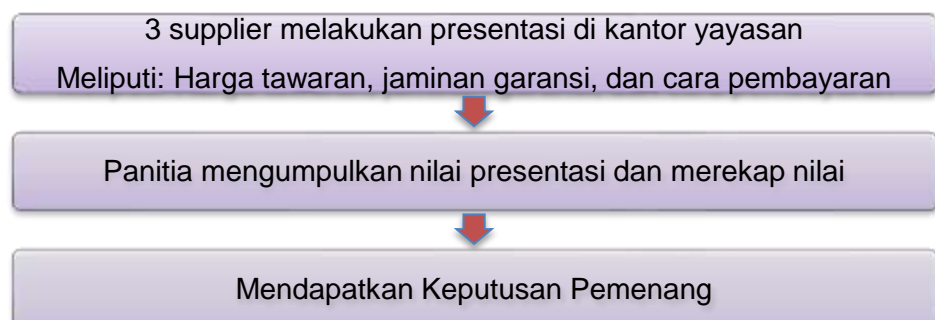 3 supplier melakukan presentasi di kantor yayasan
Meliputi: Harga tawaran, jaminan garansi, dan cara pembayaran
Panitia mengumpulkan nilai presentasi dan merekap nilai
Mendapatkan Keputusan Pemenang